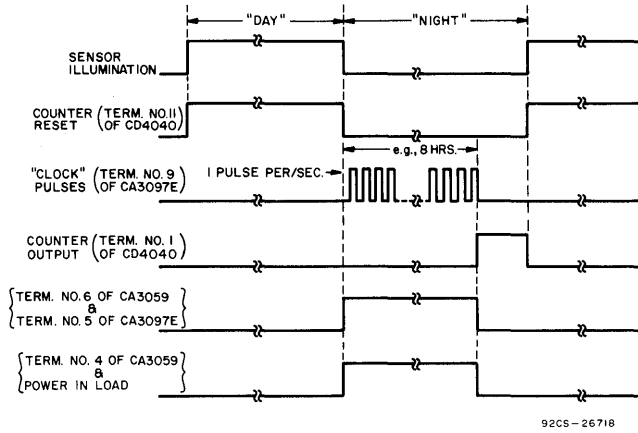 "DAY"
"NIGHT"
SENSOR
ILLUMINATION
COUNTER (TERM. NO. 11)
RESET (OF CD4040)
e.g., 8 HRS.
"CLOCK" (TERM. NO. 9)
PULSES (OF CA3097E)
1 PULSE PER/SEC.
COUNTER (TERM. NO. 1)
OUTPUT (OF CD4040)
{TERM. NO. 6 OF CA3059}
&
{TERM. NO. 5 OF CA3097E}
{TERM. NO. 4 OF CA3059}
&
{POWER IN LOAD}
92CS-26718